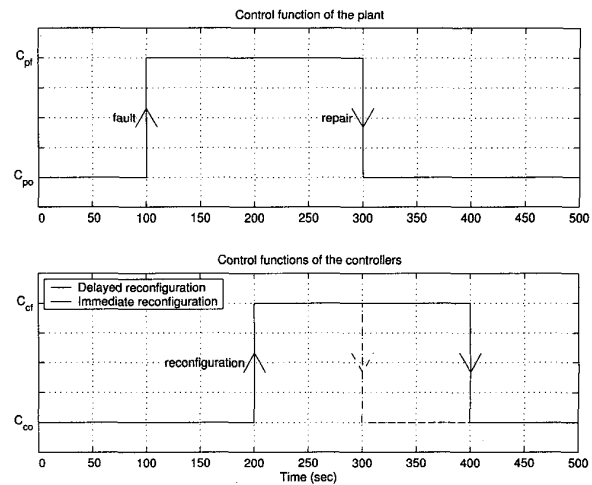 Control function of the plant
C_pf
fault
repair
C_po
0 50 100 150 200 250 300 350 400 450 500
Control functions of the controllers
Delayed reconfiguration
Immediate reconfiguration
C_cf
reconfiguration
C_co
0 50 100 150 200 250 300 350 400 450 500
Time (sec)